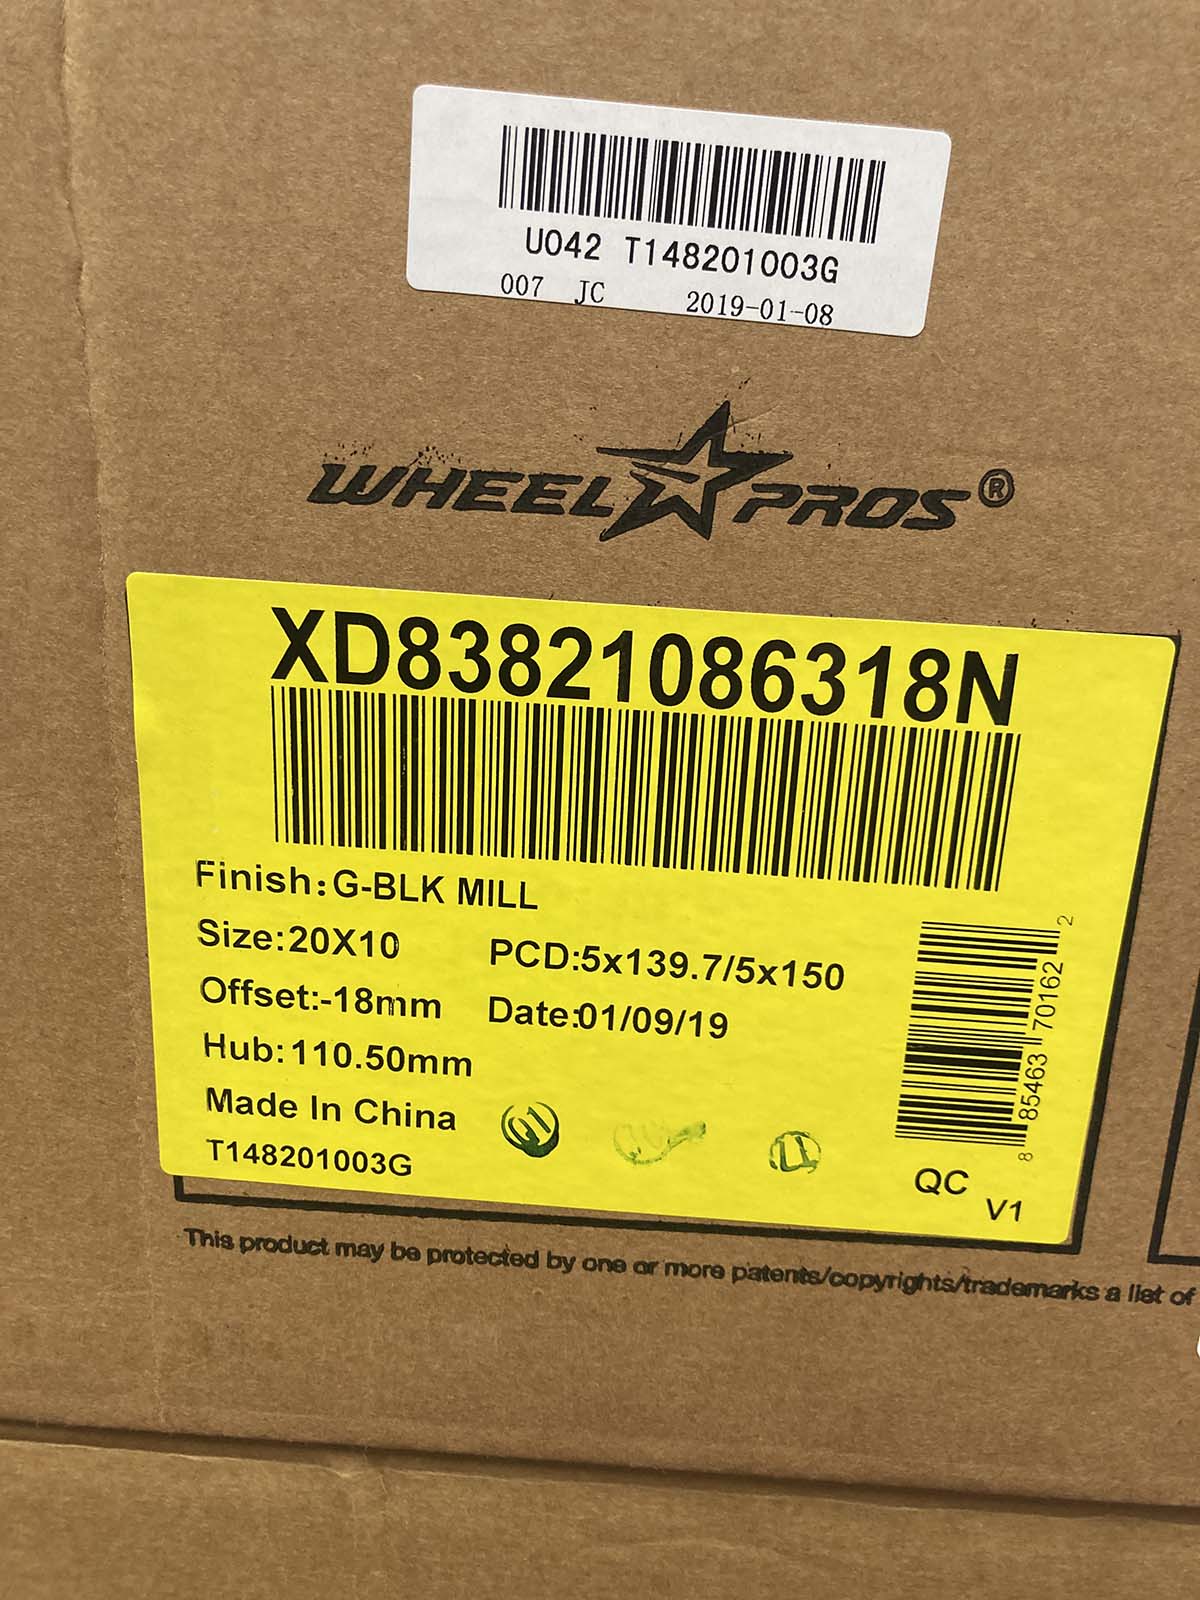 U042 T148201003G
007 JC 2019-01-08
WHEEL PROS®
XD83821086318N
Finish:G-BLK MILL
Size:20X10 PCD:5x139.7/5x150
Offset:-18mm Date:01/09/19
Hub:110.50mm
Made In China
T148201003G
8 85463 70162 2
QC
V1
This product may be protected by one or more patents/copyrights/trademarks a list of